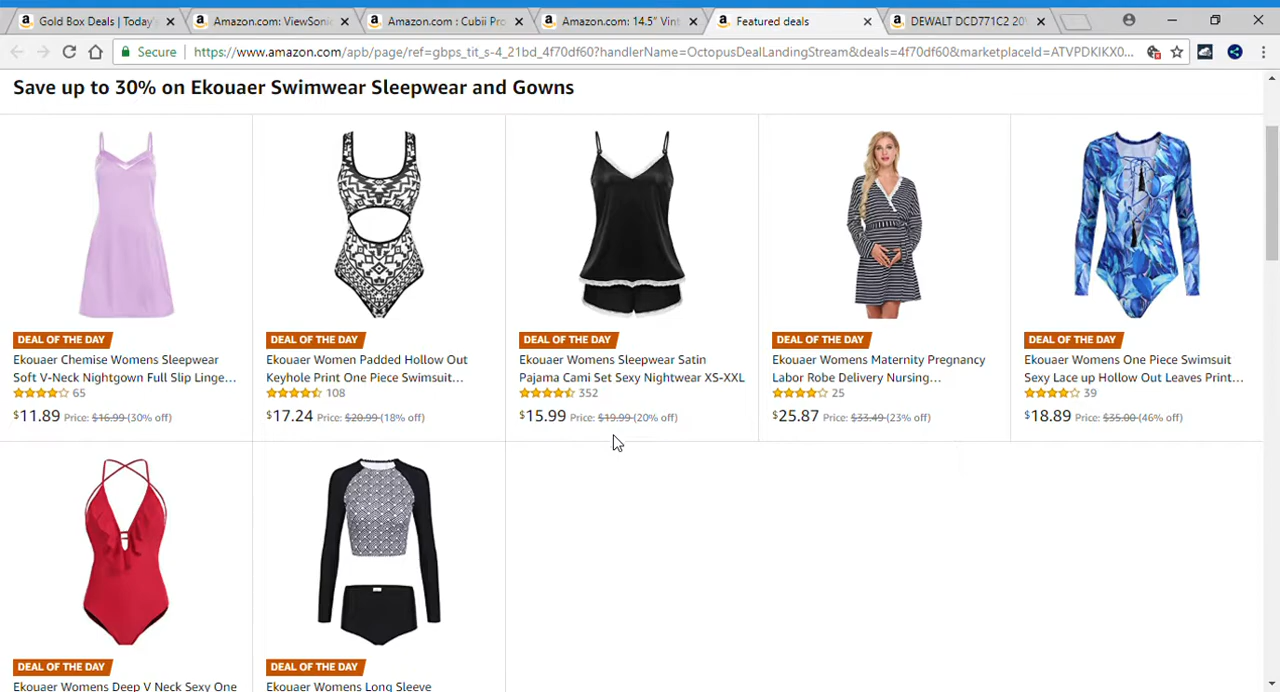 Gold Box Deals | Today'
Amazon.com: ViewSonic
Amazon.com : Cubii Pro
Amazon.com: 14.5" Vint
Featured deals
DEWALT DCD771C2 20V
Secure
https://www.amazon.com/apb/page/ref=gbps_tit_s-4_21bd_4f70df60?handlerName=OctopusDealLandingStream&deals=4f70df60&marketplaceId=ATVPDKIKX0...
Save up to 30% on Ekouaer Swimwear Sleepwear and Gowns
DEAL OF THE DAY
Ekouaer Chemise Womens Sleepwear
Soft V-Neck Nightgown Full Slip Linge...
65
$11.89 Price: $16.99 (30% off)
DEAL OF THE DAY
Ekouaer Women Padded Hollow Out
Keyhole Print One Piece Swimsuit...
108
$17.24 Price: $20.99 (18% off)
DEAL OF THE DAY
Ekouaer Womens Sleepwear Satin
Pajama Cami Set Sexy Nightwear XS-XXL
352
$15.99 Price: $19.99 (20% off)
DEAL OF THE DAY
Ekouaer Womens Maternity Pregnancy
Labor Robe Delivery Nursing...
25
$25.87 Price: $33.49 (23% off)
DEAL OF THE DAY
Ekouaer Womens One Piece Swimsuit
Sexy Lace up Hollow Out Leaves Print...
39
$18.89 Price: $35.00 (46% off)
DEAL OF THE DAY
Ekouaer Womens Deep V Neck Sexy One
DEAL OF THE DAY
Ekouaer Womens Long Sleeve